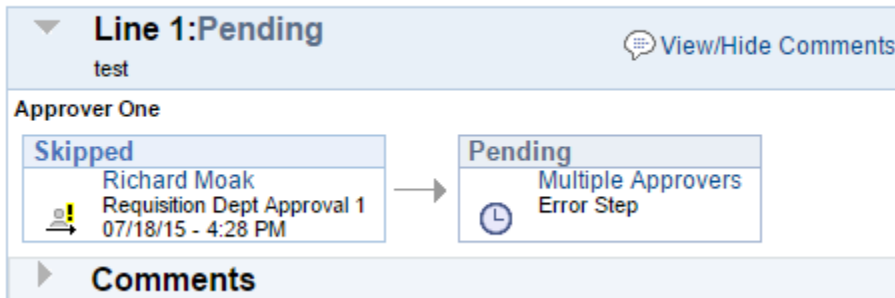 Line 1:Pending
View/Hide Comments
test
Approver One
Skipped
Richard Moak
Requisition Dept Approval 1
07/18/15 - 4:28 PM
Pending
Multiple Approvers
Error Step
Comments